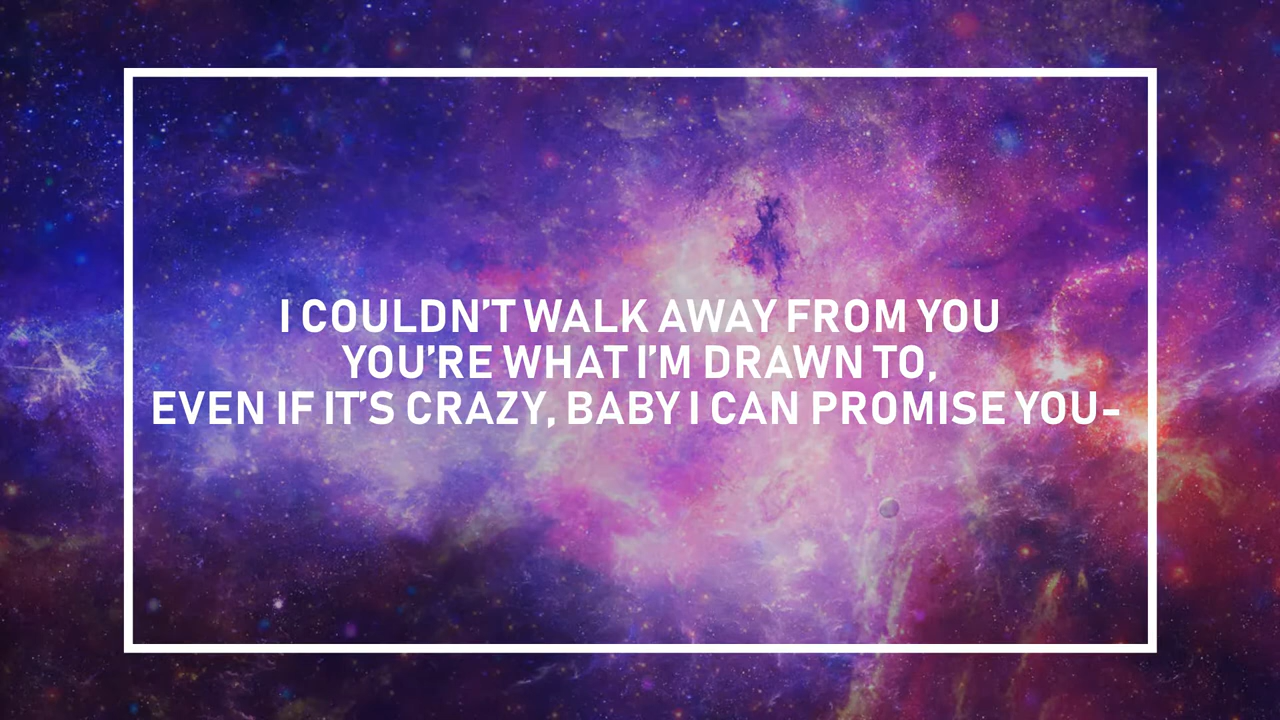 I COULDN'T WALK AWAY FROM YOU
YOU'RE WHAT I'M DRAWN TO,
EVEN IF IT'S CRAZY, BABY I CAN PROMISE YOU-